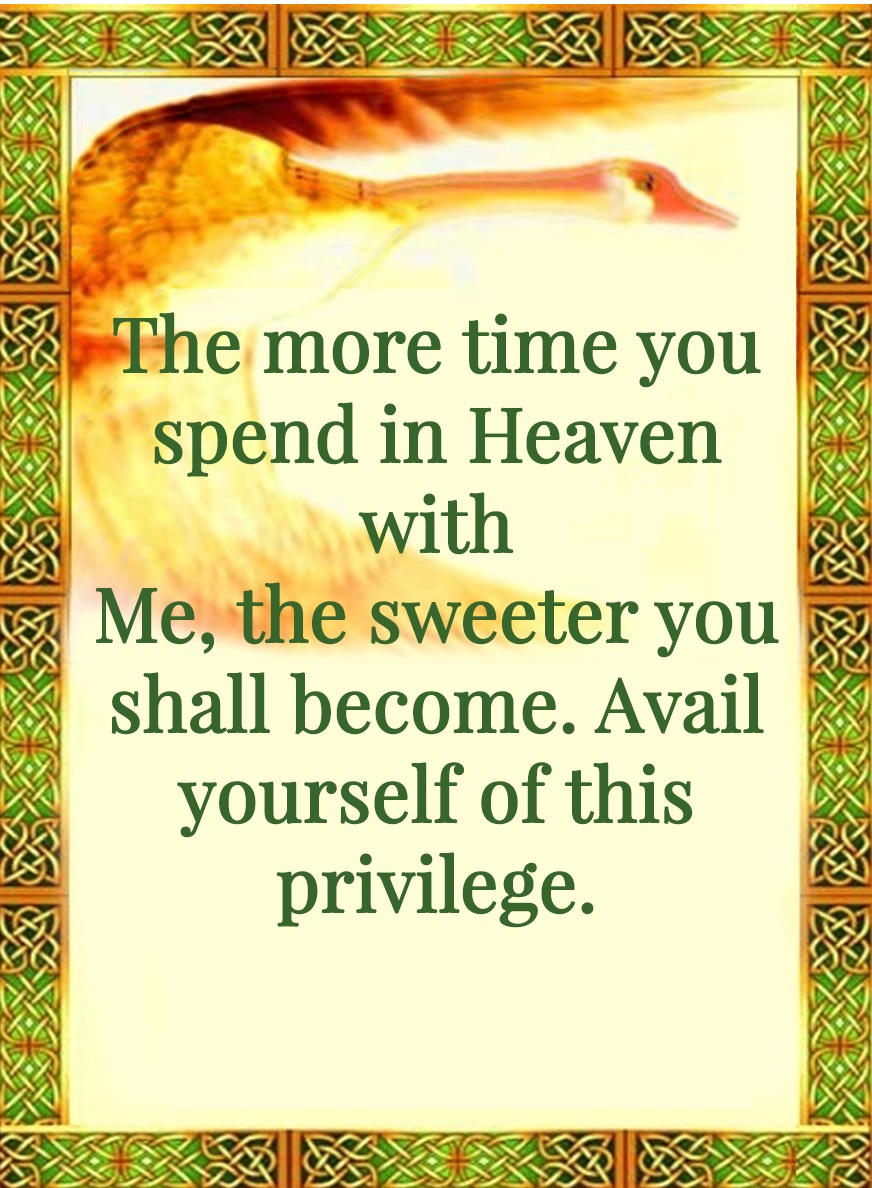 The more time you
spend in Heaven
with
Me, the sweeter you
shall become. Avail
yourself of this
privilege.